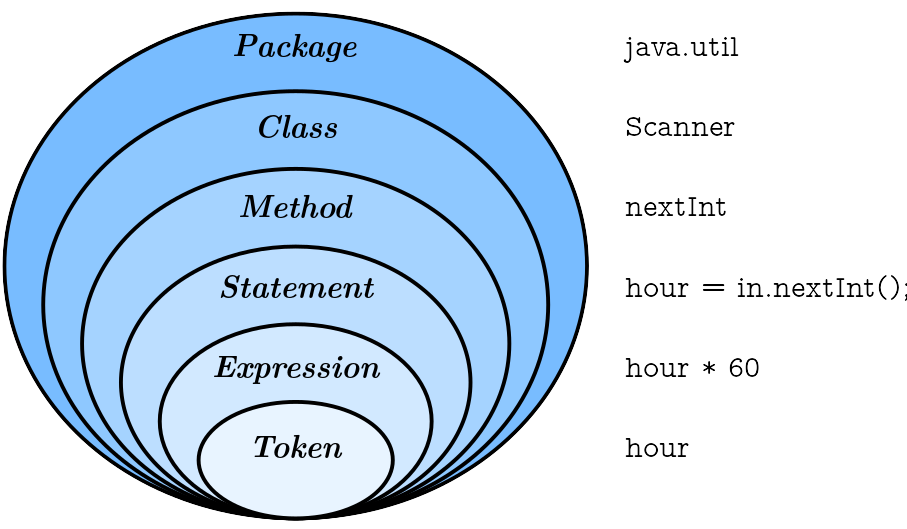 Package java.util
Class Scanner
Method nextInt
Statement hour = in.nextInt();
Expression hour * 60
Token hour